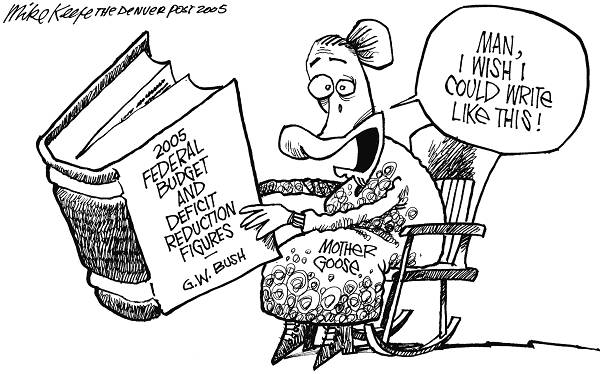 Mike Keefe THE DENVER POST 2005
MAN,
I WISH I
COULD WRITE
LIKE THIS!
2005
FEDERAL
BUDGET
AND
DEFICIT
REDUCTION
FIGURES
—
G.W. BUSH
MOTHER
GOOSE